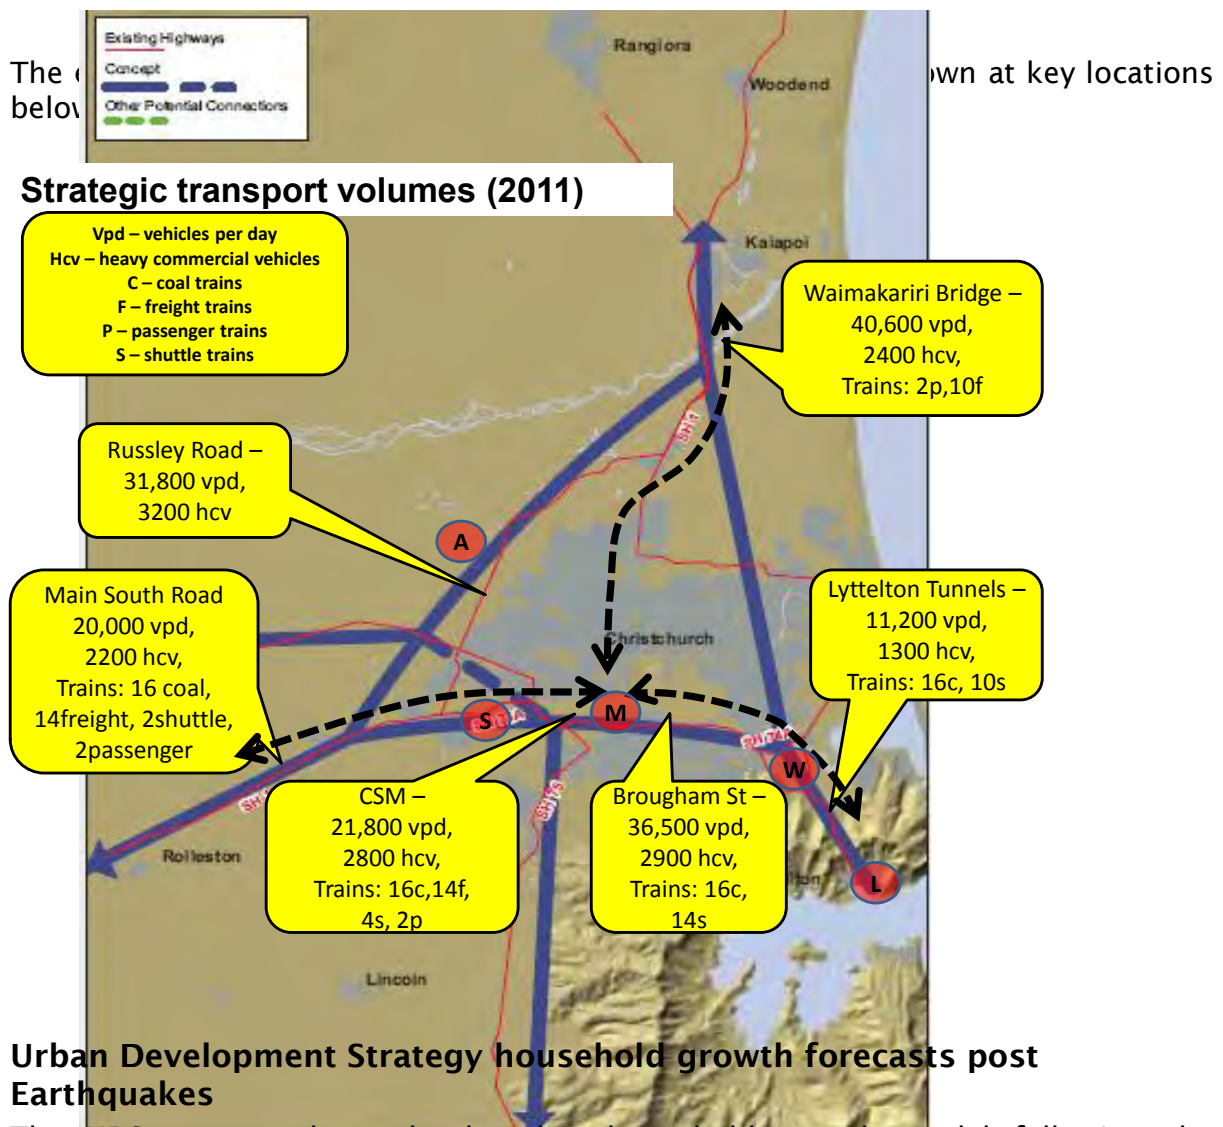 Existing Highways
Concept
Other Potential Connections
The
own at key locations
below
Rangiora
Woodend
Strategic transport volumes (2011)
Vpd – vehicles per day
Hcv – heavy commercial vehicles
C – coal trains
F – freight trains
P – passenger trains
S – shuttle trains
Kaiapoi
Waimakariri Bridge –
40,600 vpd,
2400 hcv,
Trains: 2p,10f
SH 1
Russley Road –
31,800 vpd,
3200 hcv
A
Main South Road
20,000 vpd,
2200 hcv,
Trains: 16 coal,
14freight, 2shuttle,
2passenger
Christchurch
Lyttelton Tunnels –
11,200 vpd,
1300 hcv,
Trains: 16c, 10s
S
M
W
L
SH 75
CSM –
21,800 vpd,
2800 hcv,
Trains: 16c,14f,
4s, 2p
Brougham St –
36,500 vpd,
2900 hcv,
Trains: 16c,
14s
Rolleston
Lincoln
Urban Development Strategy household growth forecasts post
Earthquakes